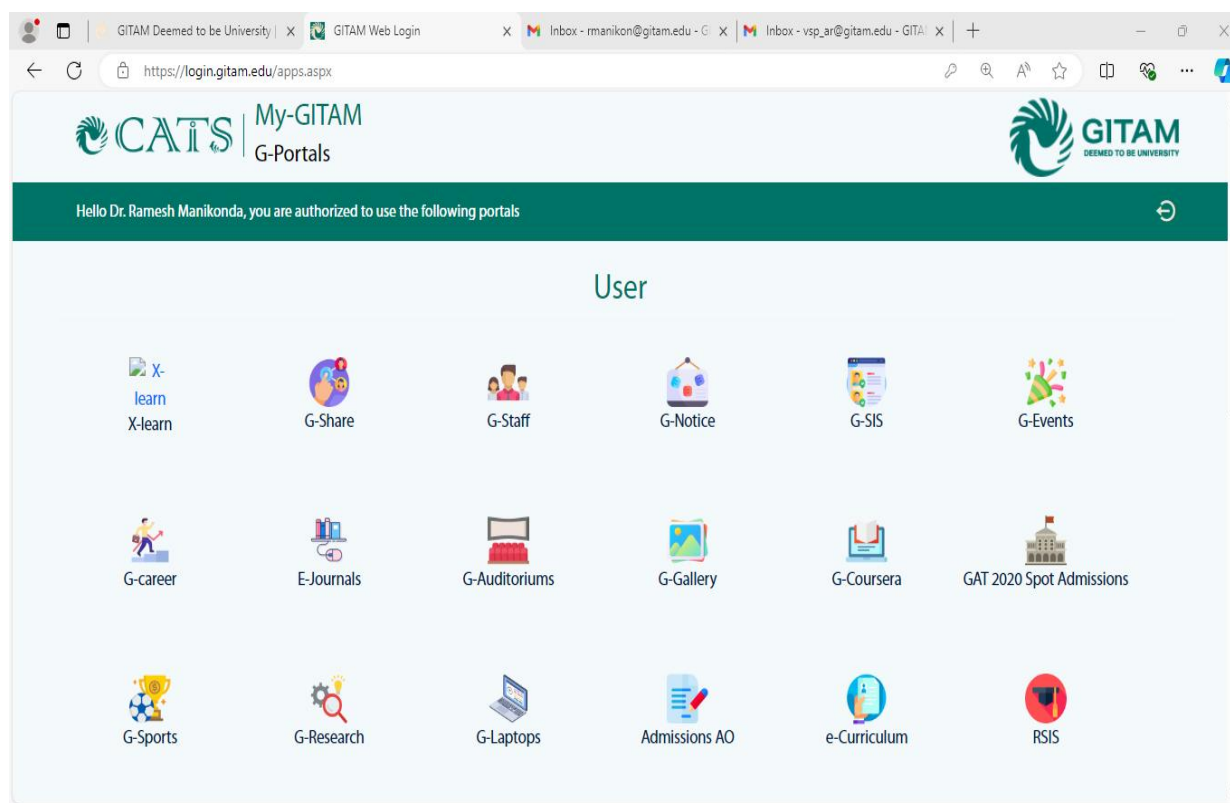 GITAM Deemed to be University |
GITAM Web Login
Inbox - rmanikon@gitam.edu - G
Inbox - vsp_ar@gitam.edu - GITA
https://login.gitam.edu/apps.aspx
CATS
My-GITAM
G-Portals
GITAM
DEEMED TO BE UNIVERSITY
Hello Dr. Ramesh Manikonda, you are authorized to use the following portals
User
X-
learn
X-learn
G-Share
G-Staff
G-Notice
G-SIS
G-Events
G-career
E-Journals
G-Auditoriums
G-Gallery
G-Coursera
GAT 2020 Spot Admissions
G-Sports
G-Research
G-Laptops
Admissions AO
e-Curriculum
RSIS